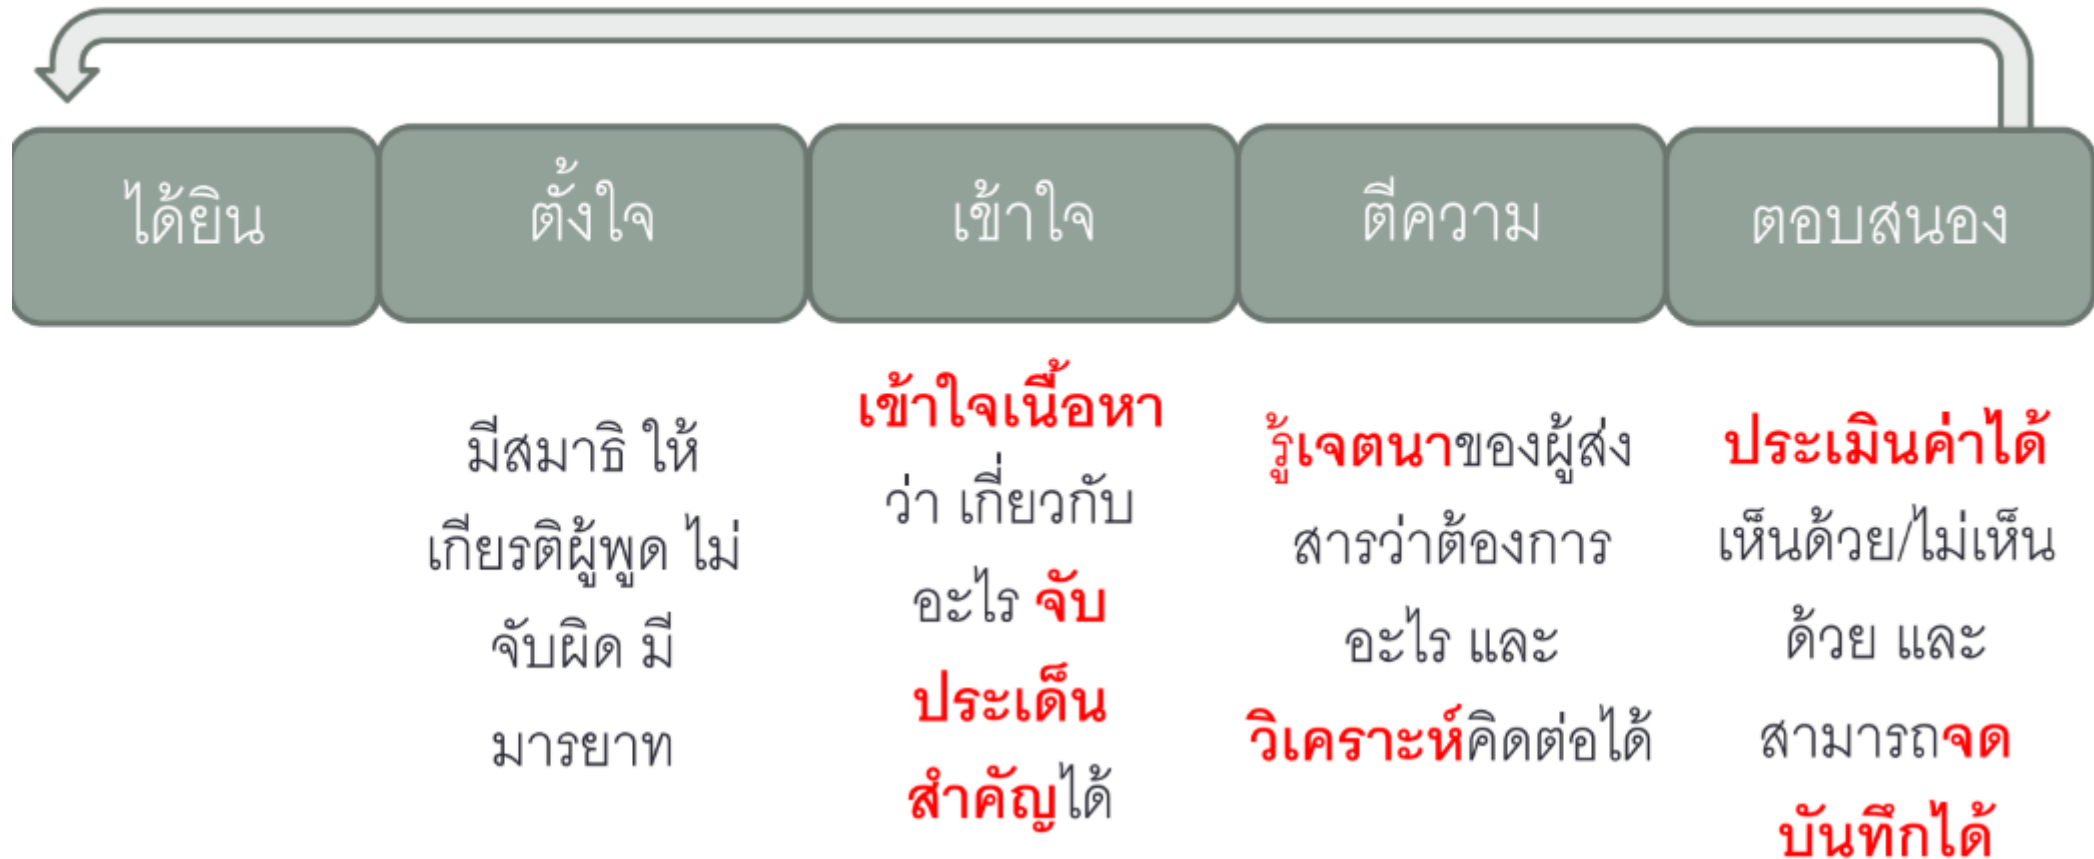 ได้ยิน
ตั้งใจ
เข้าใจ
ตีความ
ตอบสนอง
มีสมาธิ ให้
เกียรติผู้พูด ไม่
จับผิด มี
มารยาท
เข้าใจเนื้อหา
ว่า เกี่ยวกับ
อะไร จับ
ประเด็น
สำคัญได้
รู้เจตนาของผู้ส่ง
สารว่าต้องการ
อะไร และ
วิเคราะห์คิดต่อได้
ประเมินค่าได้
เห็นด้วย/ไม่เห็น
ด้วย และ
สามารถจด
บันทึกได้